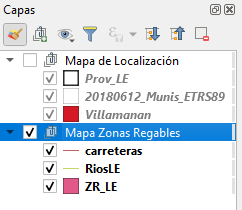 Capas
Mapa de Localización
Prov_LE
20180612_Munis_ETRS89
Villamanan
Mapa Zonas Regables
carreteras
RiosLE
ZR_LE